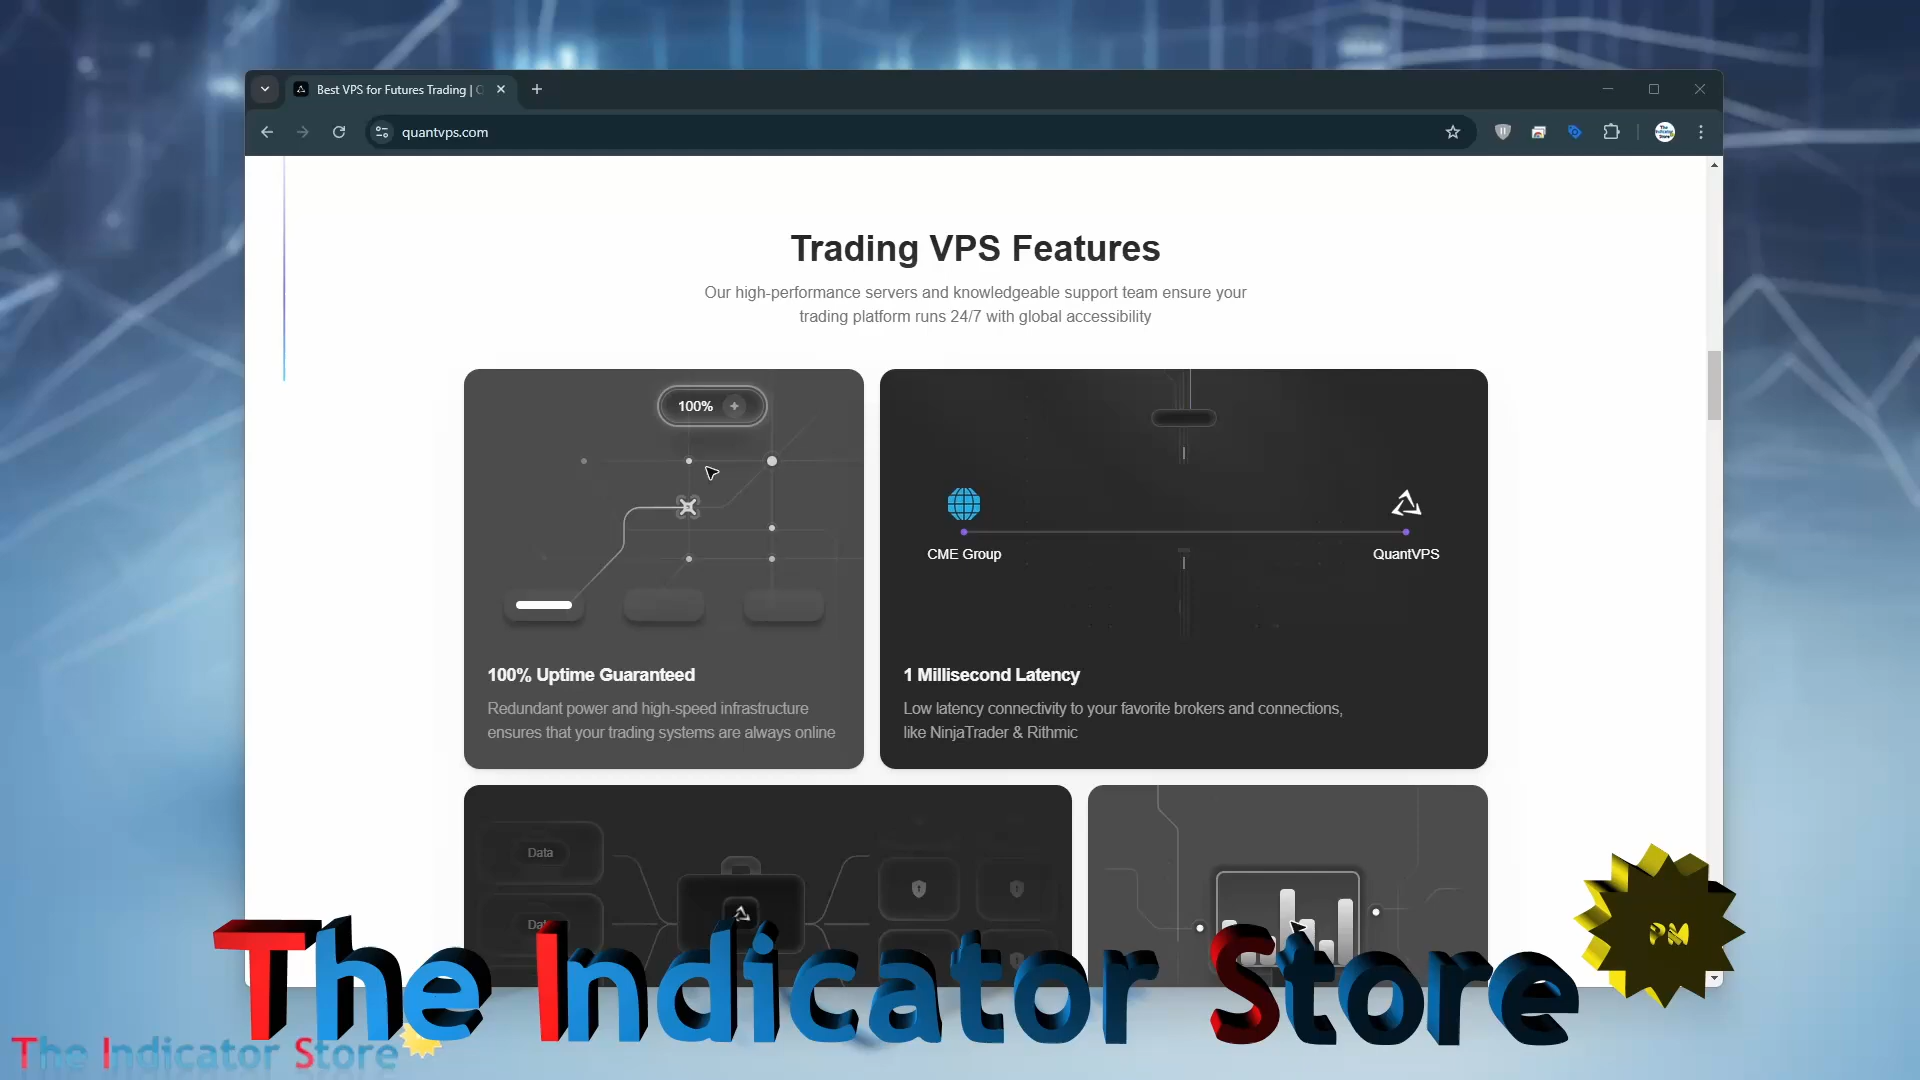 Best VPS for Futures Trading |
quantvps.com
Trading VPS Features
Our high-performance servers and knowledgeable support team ensure your
trading platform runs 24/7 with global accessibility
100%
CME Group
QuantVPS
100% Uptime Guaranteed
Redundant power and high-speed infrastructure
ensures that your trading systems are always online
1 Millisecond Latency
Low latency connectivity to your favorite brokers and connections,
like NinjaTrader & Rithmic
Data
The Indicator Store
PM
The Indicator Store